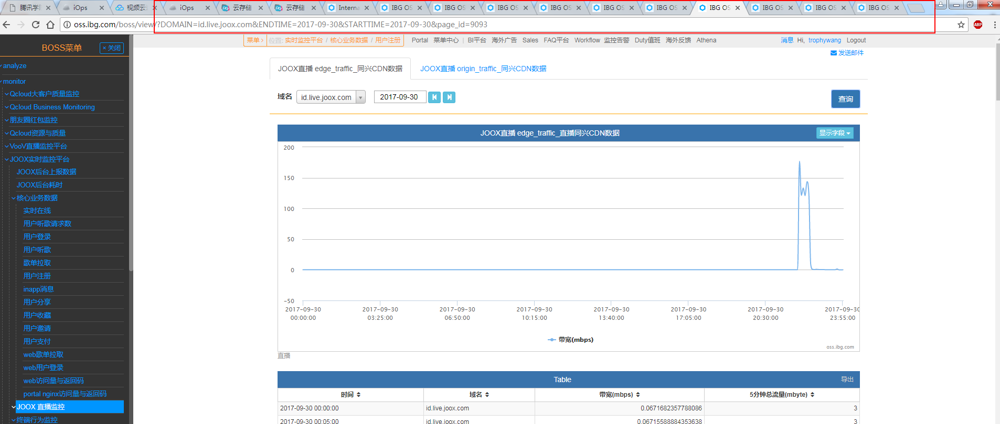 腾讯学 iOps 视频云 iOps 云存储 云存储 Intern IBG OS IBG OS IBG OS IBG OS IBG OS IBG OS IBG OS IBG OS IBG OS IBG OS
oss.ibg.com/boss/view/?DOMAIN=id.live.joox.com&ENDTIME=2017-09-30&STARTTIME=2017-09-30&page_id=9093 ABP
BOSS菜单 × 关闭
analyze
monitor
Qcloud大客户质量监控
Qcloud Business Monitoring
朋友圈红包监控
Qcloud资源与质量
VooV直播监控平台
JOOX实时监控平台
JOOX后台上报数据
JOOX后台耗时
核心业务数据
实时在线
用户听歌请求数
用户登录
用户听歌
歌单拉取
用户注册
inapp消息
用户分享
用户收藏
用户邀请
用户支付
web歌单拉取
web用户登录
web访问量与返回码
portal nginx访问量与返回码
JOOX 直播监控
终端行为监控
菜单 › 位置: 实时监控平台 / 核心业务数据 / 用户注册 Portal 菜单中心 | BI平台 海外广告 Sales FAQ平台 Workflow 监控告警 Duty值班 海外反馈 Athena 消息 Hi, trophywang Logout
发送邮件
JOOX直播 edge_traffic_同兴CDN数据 JOOX直播 origin_traffic_同兴CDN数据
域名 id.live.joox.com 2017-09-30 查询
JOOX直播 edge_traffic_直播同兴CDN数据 显示字段
200
150
100
50
0
-50
2017-09-30 2017-09-30 2017-09-30 2017-09-30 2017-09-30 2017-09-30 2017-09-30 2017-09-30
00:00:00 03:25:00 06:50:00 10:15:00 13:40:00 17:05:00 20:30:00 23:55:00
带宽(mbps)
oss.ibg.com
直播
Table 导出
时间 域名 带宽(mbps) 5分钟总流量(mbyte)
2017-09-30 00:00:00 id.live.joox.com 0.0671682357788086 3
2017-09-30 00:05:00 id.live.joox.com 0.06715588884353638 3